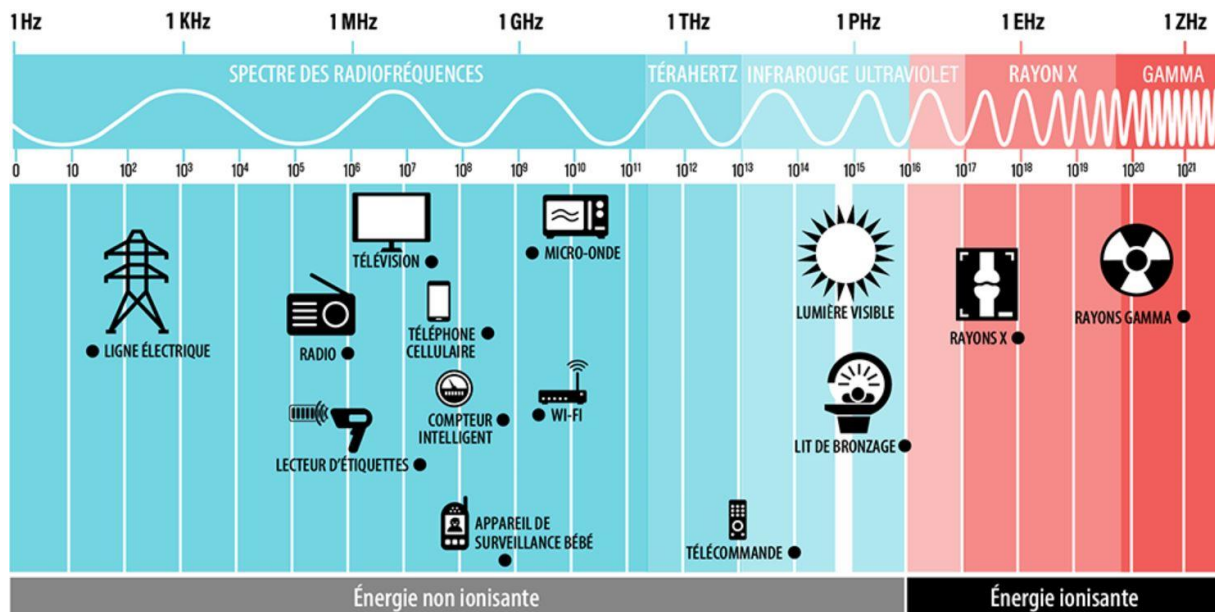 1 Hz 1 KHz 1 MHz 1 GHz 1 THz 1 PHz 1 EHz 1 ZHz
SPECTRE DES RADIOFRÉQUENCES TÉRAHERTZ INFRAROUGE ULTRAVIOLET RAYON X GAMMA
0 10 10² 10³ 10⁴ 10⁵ 10⁶ 10⁷ 10⁸ 10⁹ 10¹⁰ 10¹¹ 10¹² 10¹³ 10¹⁴ 10¹⁵ 10¹⁶ 10¹⁷ 10¹⁸ 10¹⁹ 10²⁰ 10²¹
TÉLÉVISION
MICRO-ONDE
LUMIÈRE VISIBLE
RAYONS GAMMA
LIGNE ÉLECTRIQUE
RADIO
TÉLÉPHONE
CELLULAIRE
RAYONS X
COMPTEUR
INTELLIGENT
WI-FI
LIT DE BRONZAGE
LECTEUR D'ÉTIQUETTES
APPAREIL DE
SURVEILLANCE BÉBÉ
TÉLÉCOMMANDE
Énergie non ionisante Énergie ionisante